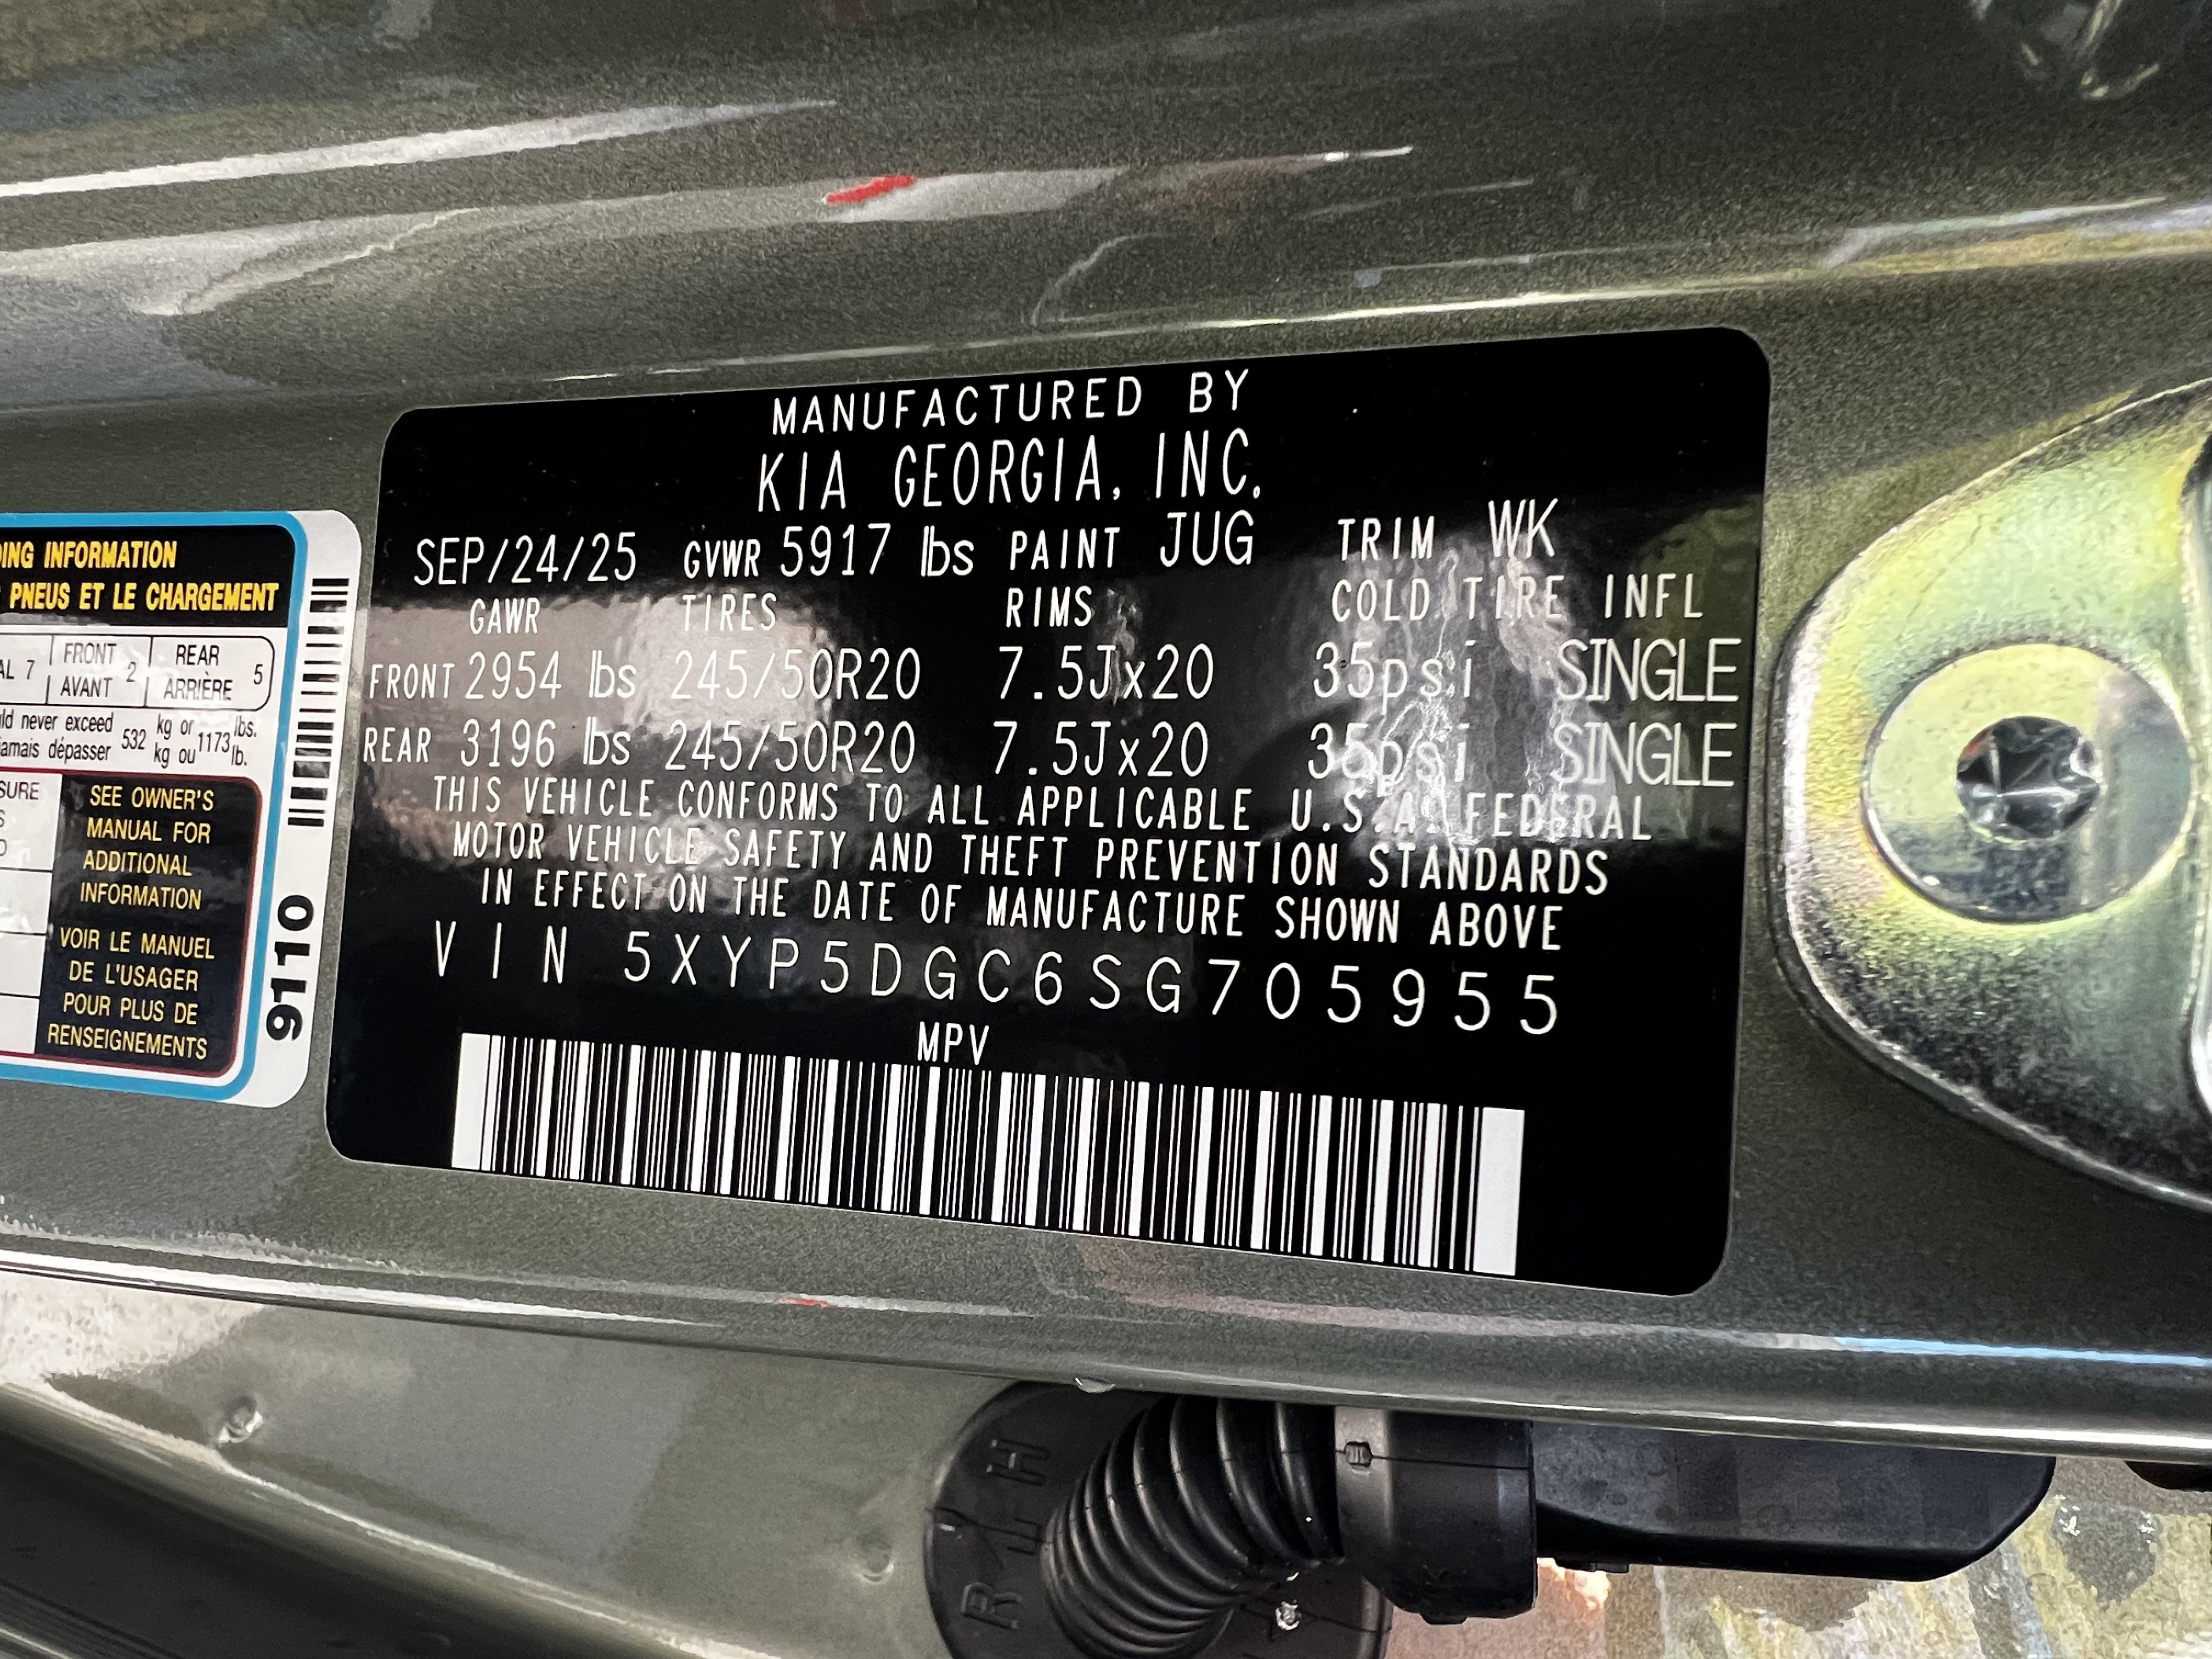 MANUFACTURED BY
KIA GEORGIA, INC.
SEP/24/25 GVWR 5917 lbs PAINT JUG TRIM WK
GAWR TIRES RIMS COLD TIRE INFL
FRONT 2954 lbs 245/50R20 7.5Jx20 35psi SINGLE
REAR 3196 lbs 245/50R20 7.5Jx20 35psi SINGLE
THIS VEHICLE CONFORMS TO ALL APPLICABLE U.S.A. FEDERAL
MOTOR VEHICLE SAFETY AND THEFT PREVENTION STANDARDS
IN EFFECT ON THE DATE OF MANUFACTURE SHOWN ABOVE
VIN 5XYP5DGC6SG705955
MPV
INFORMATION
PNEUS ET LE CHARGEMENT
7 FRONT 2 REAR 5
AVANT ARRIÈRE
never exceed 532 kg or 1173 lbs.
jamais dépasser kg ou lb.
SEE OWNER'S
MANUAL FOR
ADDITIONAL
INFORMATION
VOIR LE MANUEL
DE L'USAGER
POUR PLUS DE
RENSEIGNEMENTS
9110